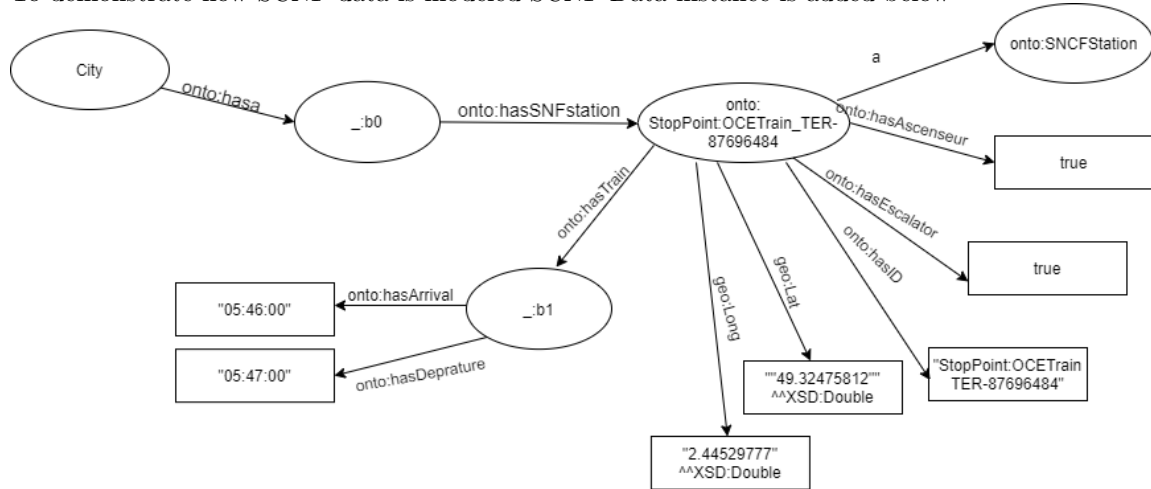 To demonstrate how SCNF data is modeled SCNF Data instance is added below
City
onto:hasa
_:b0
onto:hasSNFstation
onto:
StopPoint:OCETrain_TER-
87696484
a
onto:SNCFStation
onto:hasAscenseur
true
onto:hasEscalator
true
onto:hasID
"StopPoint:OCETrain
TER-87696484"
geo:Lat
""49.32475812""
^^XSD:Double
geo:Long
"2.44529777"
^^XSD:Double
onto:hasTrain
_:b1
onto:hasArrival
"05:46:00"
onto:hasDeprature
"05:47:00"